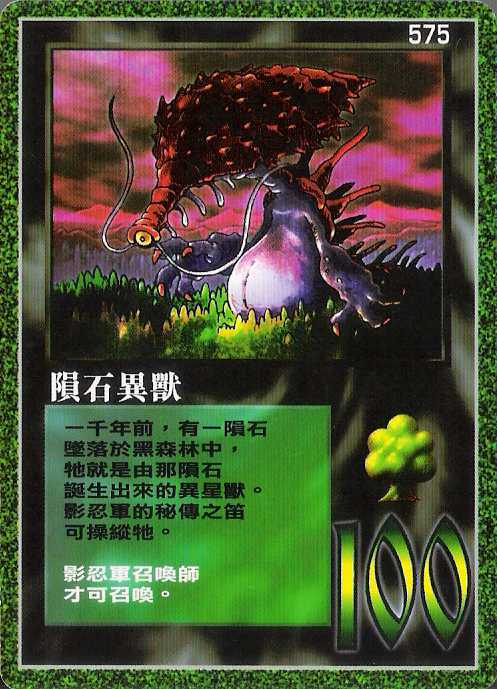 575
隕石異獸
一千年前，有一隕石
墜落於黑森林中，
牠就是由那隕石
誕生出來的異星獸。
影忍軍的秘傳之笛
可操縱牠。
影忍軍召喚師
才可召喚。
100